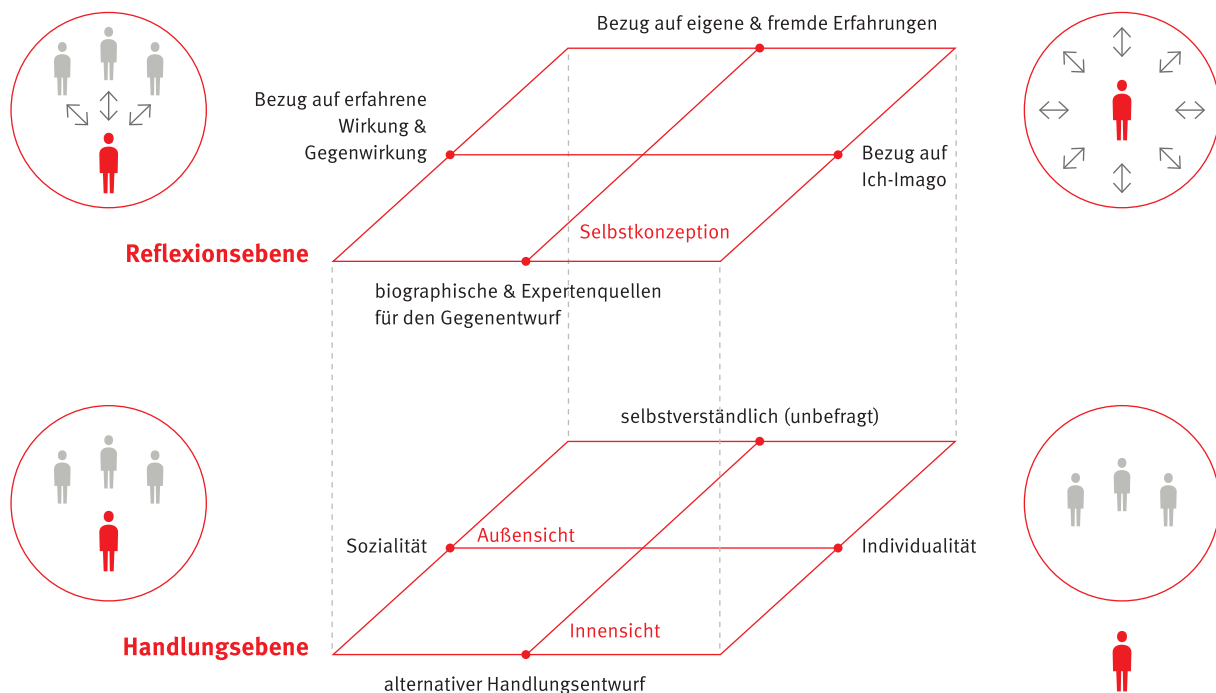 Bezug auf eigene & fremde Erfahrungen
Bezug auf erfahrene
Wirkung &
Gegenwirkung
Bezug auf
Ich-Imago
Selbstkonzeption
Reflexionsebene
biographische & Expertenquellen
für den Gegenentwurf
selbstverständlich (unbefragt)
Außensicht
Sozialität
Individualität
Innensicht
Handlungsebene
alternativer Handlungsentwurf